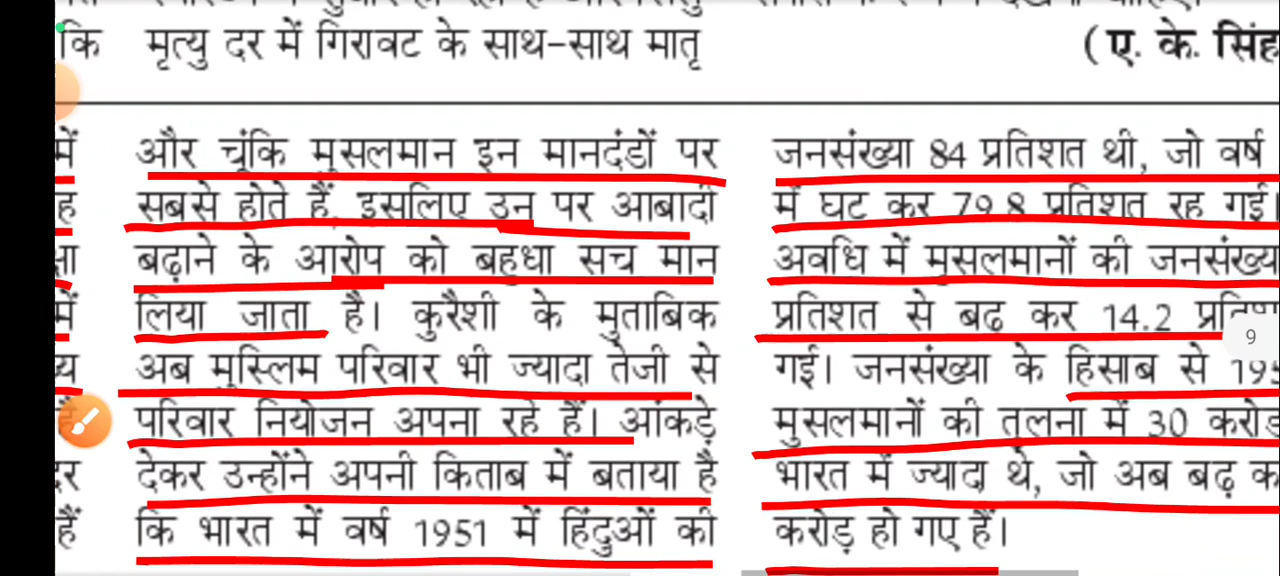 कि
मृत्यु दर में गिरावट के साथ-साथ मातृ
(ए. के. सिंह
में
ह
में
दर
हैं
और चूंकि मुसलमान इन मानदंडों पर
सबसे होते हैं, इसलिए उन पर आबादी
बढ़ाने के आरोप को बहुधा सच मान
लिया जाता है। कुरैशी के मुताबिक
अब मुस्लिम परिवार भी ज्यादा तेजी से
परिवार नियोजन अपना रहे हैं। आंकड़े
देकर उन्होंने अपनी किताब में बताया है
कि भारत में वर्ष 1951 में हिंदुओं की
जनसंख्या 84 प्रतिशत थी, जो वर्ष
में घट कर 79.8 प्रतिशत रह गई।
अवधि में मुसलमानों की जनसंख्य
प्रतिशत से बढ़ कर 14.2
गई। जनसंख्या के हिसाब से 195
मुसलमानों की तुलना में 30 करोड़
भारत में ज्यादा थे, जो अब बढ़ क
करोड़ हो गए हैं।
9